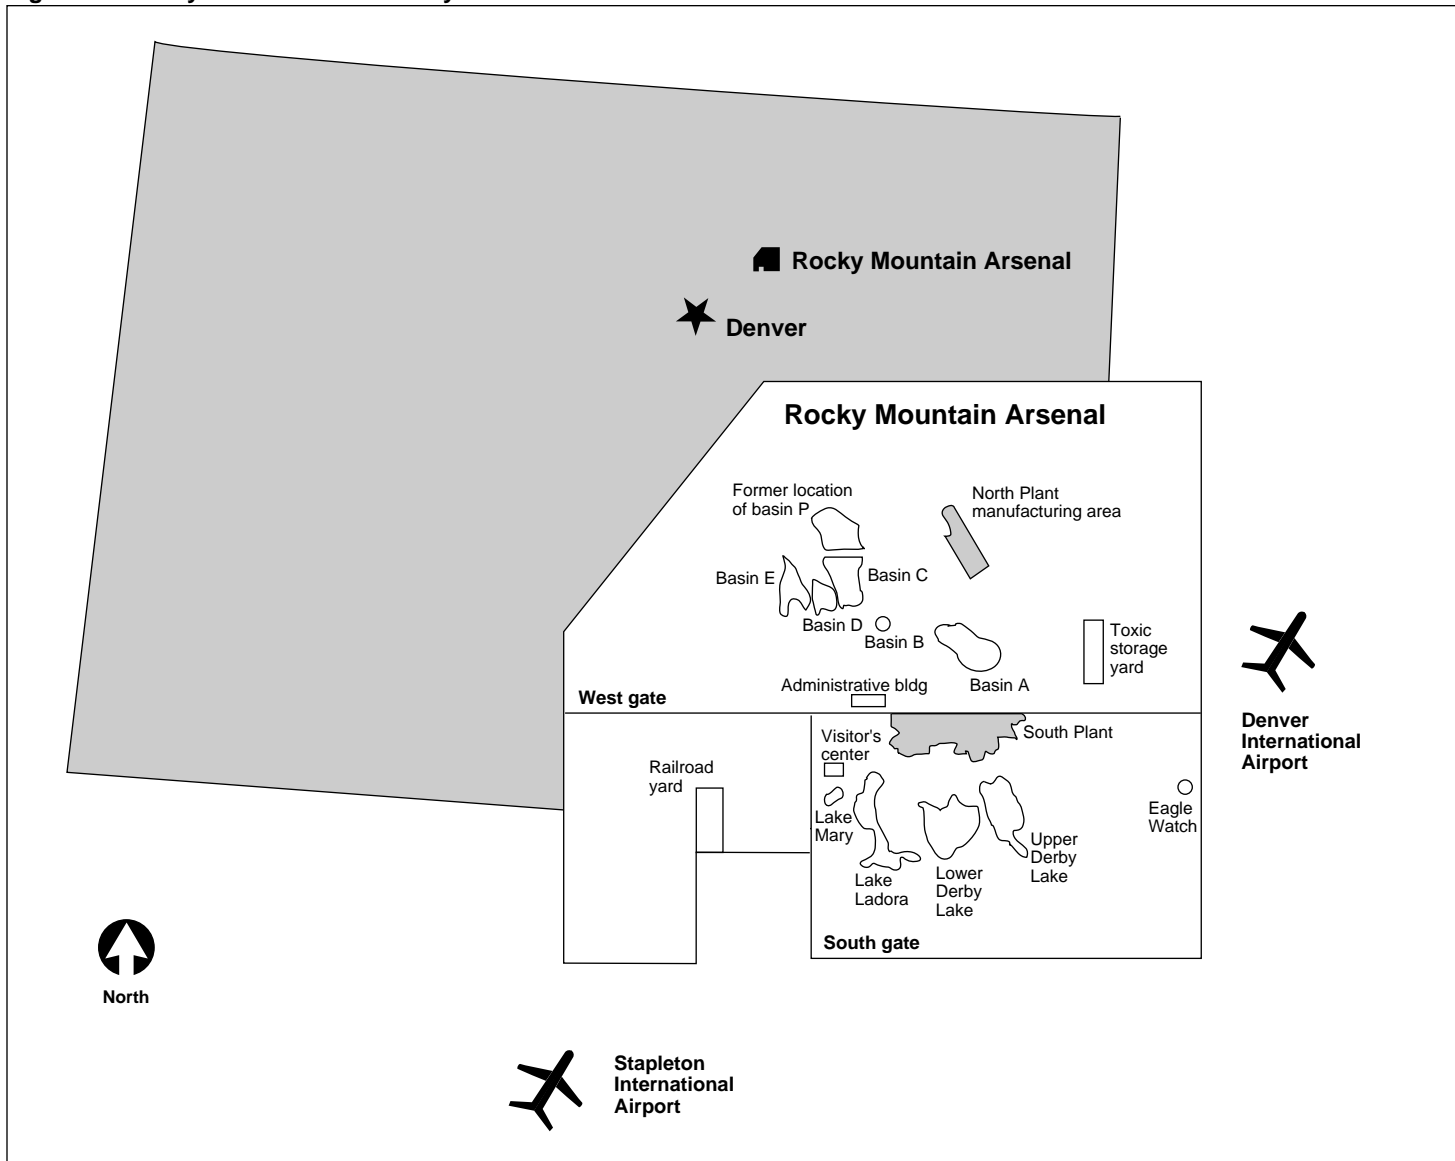 Rocky Mountain Arsenal
Denver
Rocky Mountain Arsenal
Former location
of basin P
North Plant
manufacturing area
Basin E
Basin C
Basin D
Basin B
Basin A
Toxic
storage
yard
Administrative bldg
West gate
Denver
International
Airport
Visitor's
center
South Plant
Railroad
yard
Lake
Mary
Eagle
Watch
Upper
Derby
Lake
Lake
Ladora
Lower
Derby
Lake
South gate
North
Stapleton
International
Airport